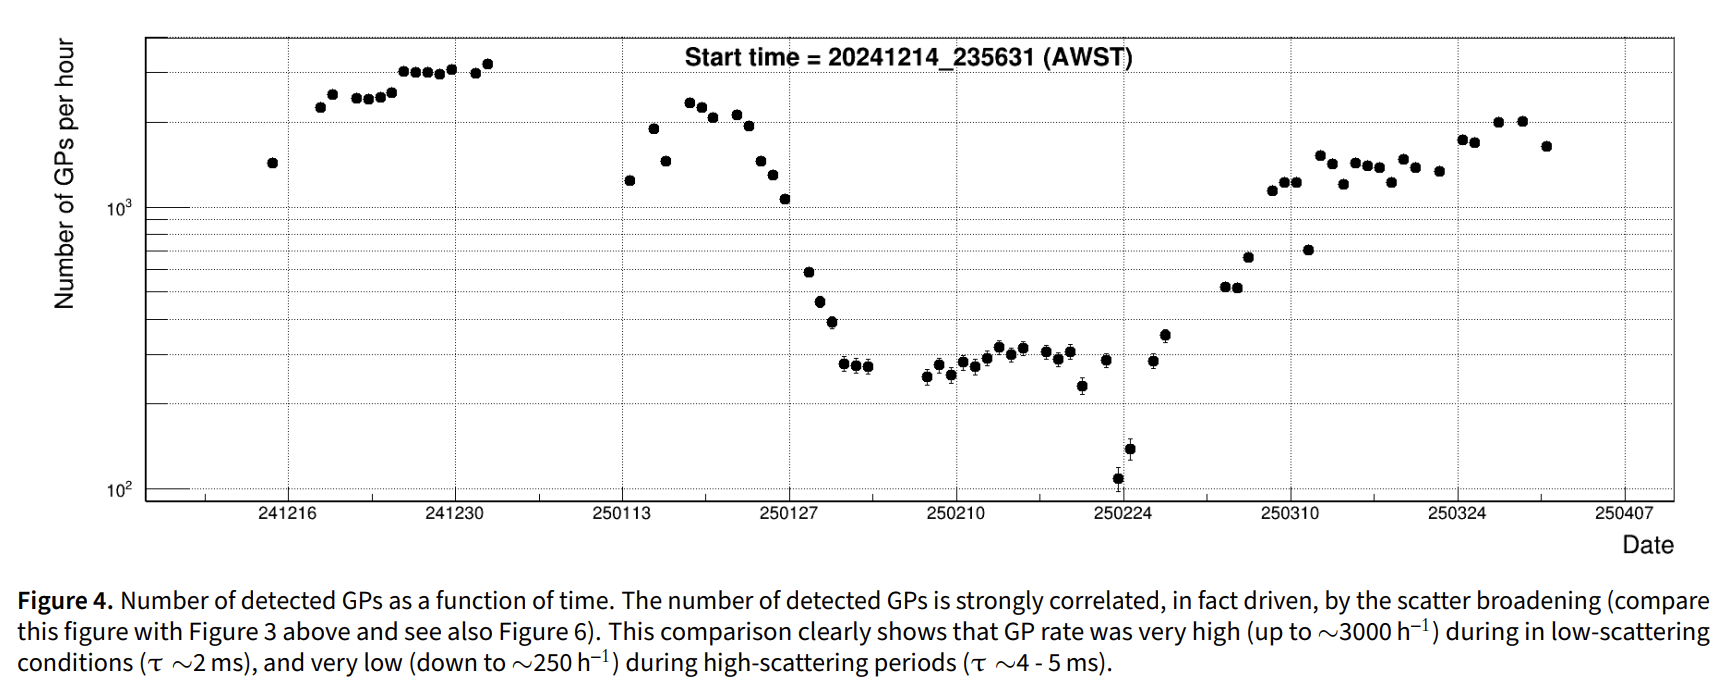 Start time = 20241214_235631 (AWST)
Number of GPs per hour
10³
10²
241216 241230 250113 250127 250210 250224 250310 250324 250407
Date
Figure 4. Number of detected GPs as a function of time. The number of detected GPs is strongly correlated, in fact driven, by the scatter broadening (compare
this figure with Figure 3 above and see also Figure 6). This comparison clearly shows that GP rate was very high (up to ∼3000 h⁻¹) during in low-scattering
conditions (τ ∼2 ms), and very low (down to ∼250 h⁻¹) during high-scattering periods (τ ∼4 - 5 ms).